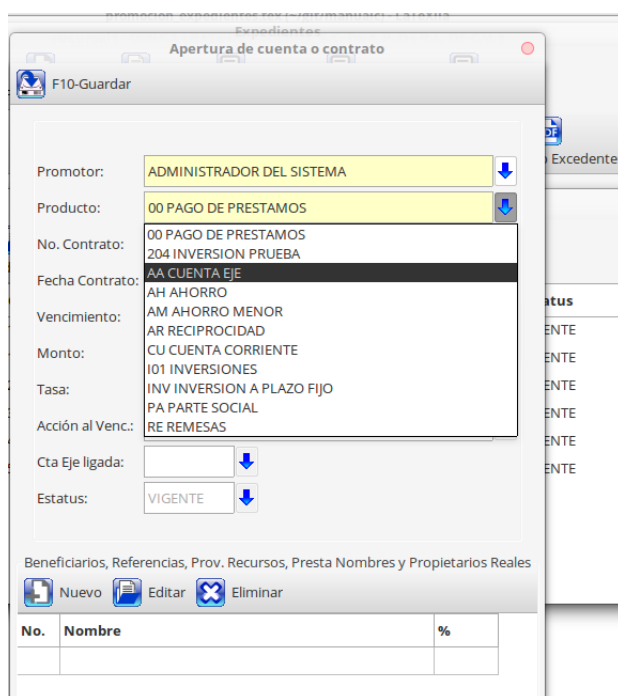 Expedientes
Apertura de cuenta o contrato
F10-Guardar
Excedente
Promotor: ADMINISTRADOR DEL SISTEMA
Producto: 00 PAGO DE PRESTAMOS
No. Contrato: 00 PAGO DE PRESTAMOS
204 INVERSION PRUEBA
Fecha Contrato: AA CUENTA EJE
AH AHORRO
atus
Vencimiento: AM AHORRO MENOR
AR RECIPROCIDAD
ENTE
Monto: CU CUENTA CORRIENTE
ENTE
I01 INVERSIONES
Tasa: INV INVERSION A PLAZO FIJO
ENTE
PA PARTE SOCIAL
ENTE
Acción al Venc.: RE REMESAS
ENTE
Cta Eje ligada:
ENTE
Estatus: VIGENTE
Beneficiarios, Referencias, Prov. Recursos, Presta Nombres y Propietarios Reales
Nuevo Editar Eliminar
No. Nombre %